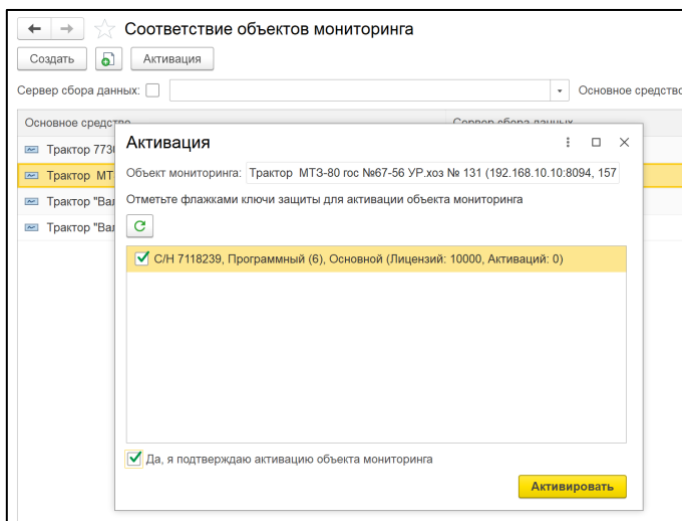 Соответствие объектов мониторинга
Создать Активация
Сервер сбора данных: Основное средство
Основное средство Сервер сбора данных
Трактор 773
Трактор МТ
Трактор "Вал
Трактор "Вал
Активация
Объект мониторинга: Трактор МТЗ-80 гос №67-56 УР.хоз № 131 (192.168.10.10:8094, 157
Отметьте флажками ключи защиты для активации объекта мониторинга
С/Н 7118239, Программный (6), Основной (Лицензий: 10000, Активаций: 0)
Да, я подтверждаю активацию объекта мониторинга
Активировать